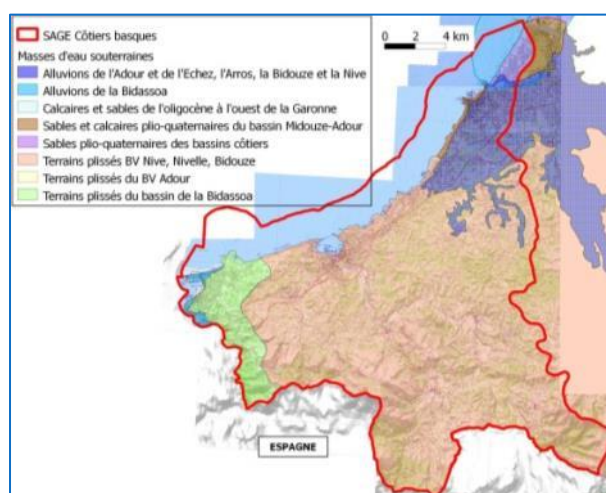 SAGE Côtiers basques
0 2 4 km
Masses d'eau souterraines
Alluvions de l'Adour et de l'Echez, l'Arros, la Bidouze et la Nive
Alluvions de la Bidassoa
Calcaires et sables de l'oligocène à l'ouest de la Garonne
Sables et calcaires plio-quaternaires du bassin Midouze-Adour
Sables plio-quaternaires des bassins côtiers
Terrains plissés BV Nive, Nivelle, Bidouze
Terrains plissés du BV Adour
Terrains plissés du bassin de la Bidassoa
ESPAGNE